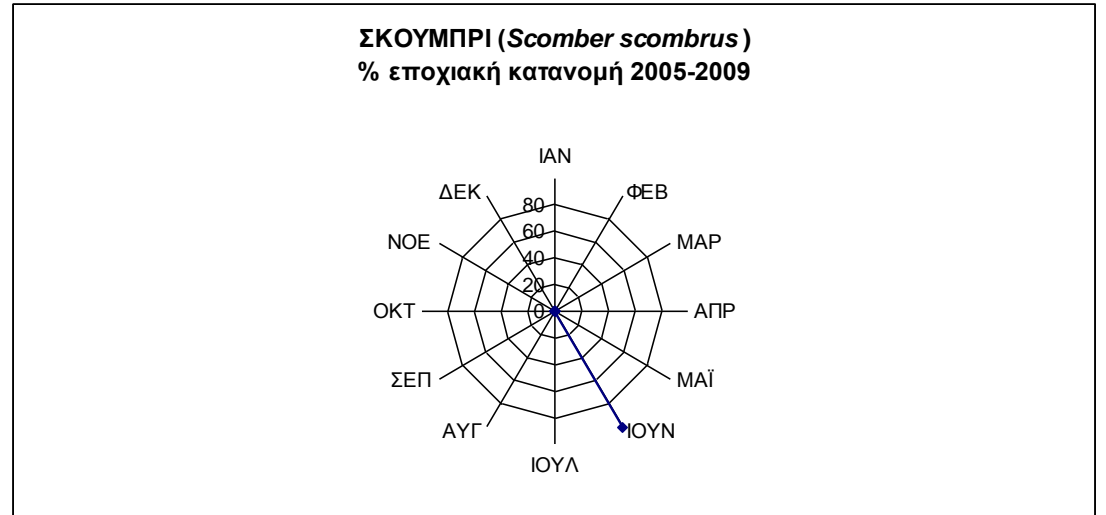 ΣΚΟΥΜΠΡΙ (Scomber scombrus )
% εποχιακή κατανομή 2005-2009
ΙΑΝ
ΔΕΚ
ΦΕΒ
80
ΝΟΕ
ΜΑΡ
60
40
20
ΟΚΤ
0
ΑΠΡ
ΣΕΠ
ΜΑΪ
ΑΥΓ
ΙΟΥΝ
ΙΟΥΛ